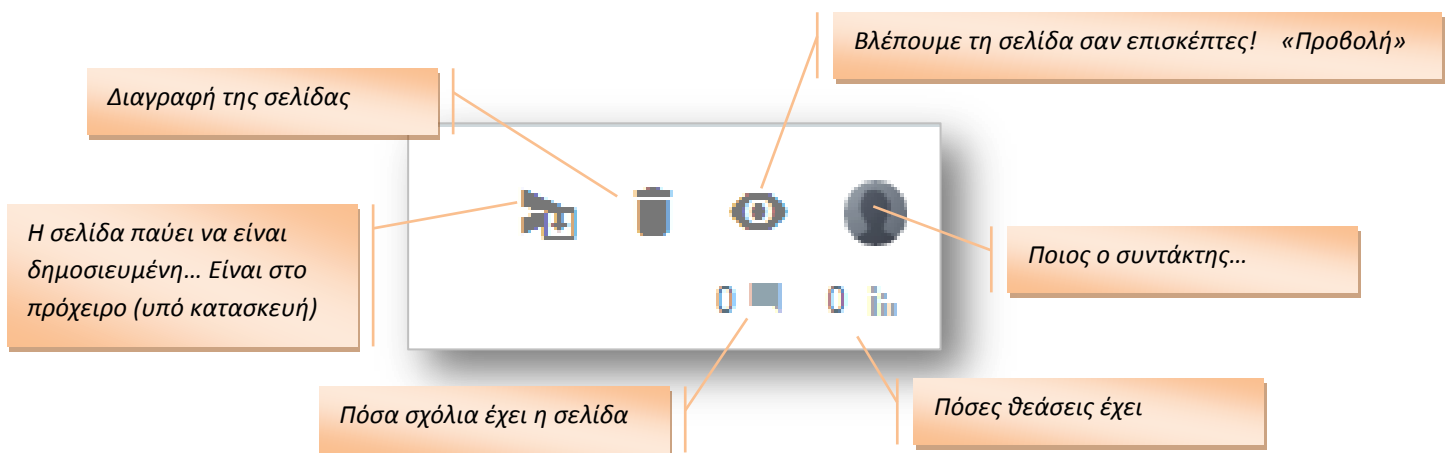 Βλέπουμε τη σελίδα σαν επισκέπτες! «Προβολή»
Διαγραφή της σελίδας
Η σελίδα παύει να είναι
δημοσιευμένη... Είναι στο
πρόχειρο (υπό κατασκευή)
Ποιος ο συντάκτης...
0 0
Πόσα σχόλια έχει η σελίδα
Πόσες θεάσεις έχει